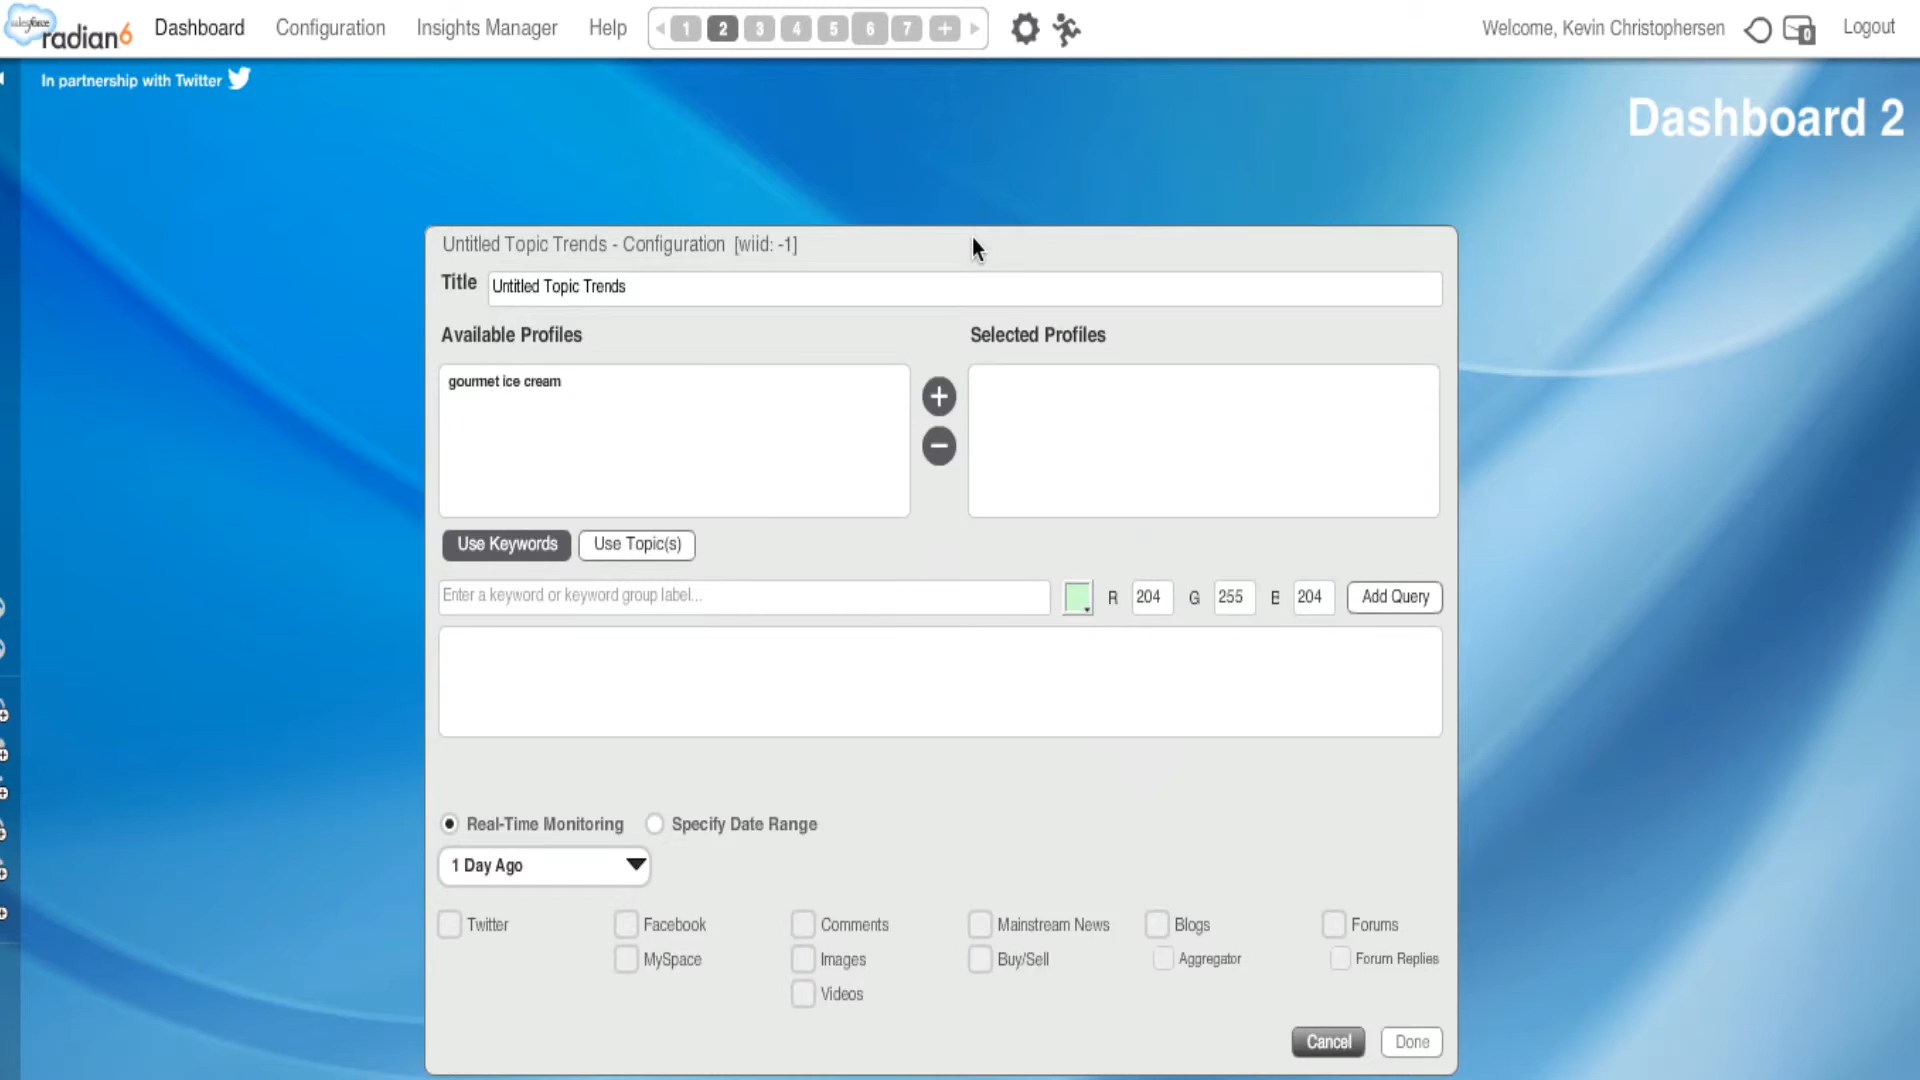 salesforce
radian6
Dashboard
Configuration
Insights Manager
Help
1 2 3 4 5 6 7 +
Welcome, Kevin Christophersen
0
Logout
In partnership with Twitter
Dashboard 2
Untitled Topic Trends - Configuration [wiid: -1]
Title
Untitled Topic Trends
Available Profiles
Selected Profiles
gourmet ice cream
Use Keywords
Use Topic(s)
Enter a keyword or keyword group label...
R 204 G 255 B 204
Add Query
Real-Time Monitoring
Specify Date Range
1 Day Ago
Twitter
Facebook
Comments
Mainstream News
Blogs
Forums
MySpace
Images
Buy/Sell
Aggregator
Forum Replies
Videos
Cancel
Done